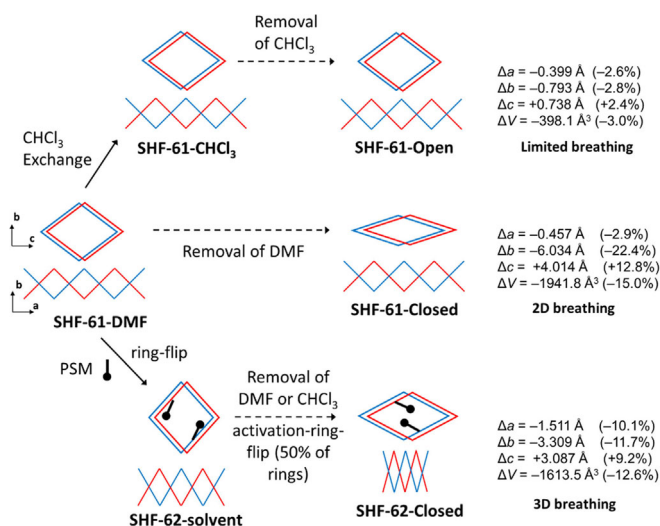 Removal
of CHCl₃
SHF-61-CHCl₃
SHF-61-Open
Δa = –0.399 Å (–2.6%)
Δb = –0.793 Å (–2.8%)
Δc = +0.738 Å (+2.4%)
ΔV = –398.1 Å³ (–3.0%)
Limited breathing
CHCl₃
Exchange
b
c
b
a
SHF-61-DMF
Removal of DMF
SHF-61-Closed
Δa = –0.457 Å (–2.9%)
Δb = –6.034 Å (–22.4%)
Δc = +4.014 Å (+12.8%)
ΔV = –1941.8 Å³ (–15.0%)
2D breathing
PSM
ring-flip
SHF-62-solvent
Removal of
DMF or CHCl₃
activation-ring-
flip (50% of
rings)
SHF-62-Closed
Δa = –1.511 Å (–10.1%)
Δb = –3.309 Å (–11.7%)
Δc = +3.087 Å (+9.2%)
ΔV = –1613.5 Å³ (–12.6%)
3D breathing